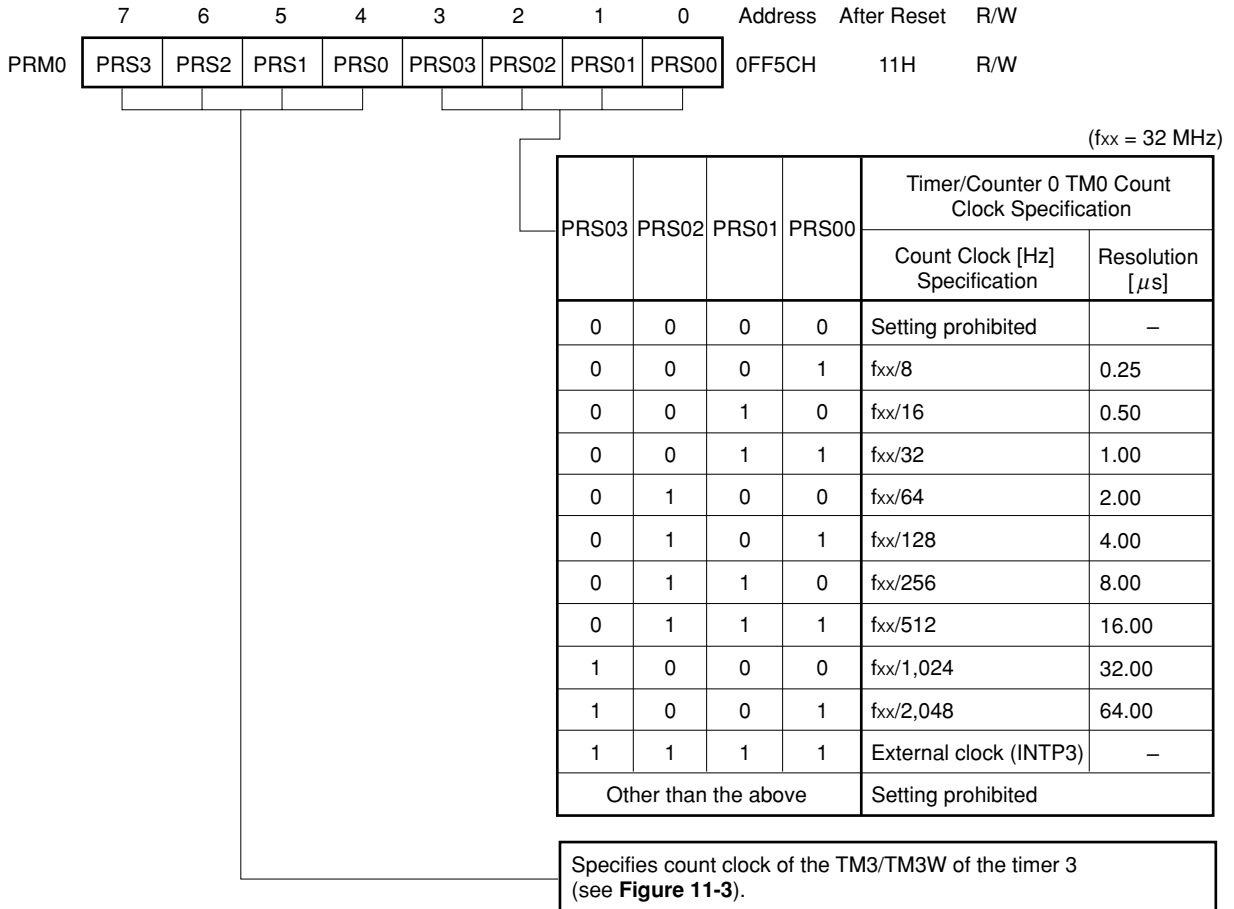 7 6 5 4 3 2 1 0 Address After Reset R/W
PRM0 PRS3 PRS2 PRS1 PRS0 PRS03 PRS02 PRS01 PRS00 0FF5CH 11H R/W
(fxx = 32 MHz)
PRS03 PRS02 PRS01 PRS00
Timer/Counter 0 TM0 Count
Clock Specification
Count Clock [Hz]
Specification
Resolution
[μs]
0 0 0 0 Setting prohibited –
0 0 0 1 fxx/8 0.25
0 0 1 0 fxx/16 0.50
0 0 1 1 fxx/32 1.00
0 1 0 0 fxx/64 2.00
0 1 0 1 fxx/128 4.00
0 1 1 0 fxx/256 8.00
0 1 1 1 fxx/512 16.00
1 0 0 0 fxx/1,024 32.00
1 0 0 1 fxx/2,048 64.00
1 1 1 1 External clock (INTP3) –
Other than the above Setting prohibited
Specifies count clock of the TM3/TM3W of the timer 3
(see Figure 11-3).